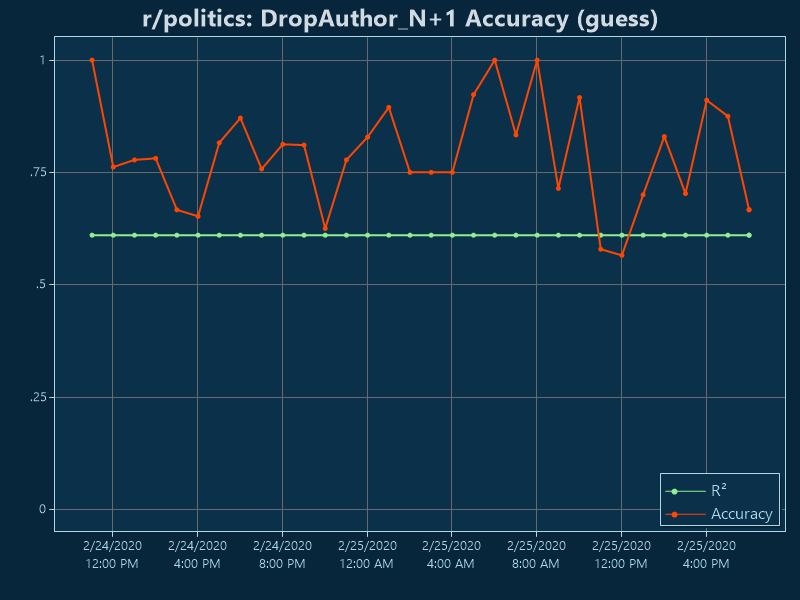 r/politics: DropAuthor_N+1 Accuracy (guess)
1
.75
.5
.25
0
R²
Accuracy
2/24/2020 2/24/2020 2/24/2020 2/25/2020 2/25/2020 2/25/2020 2/25/2020 2/25/2020
12:00 PM 4:00 PM 8:00 PM 12:00 AM 4:00 AM 8:00 AM 12:00 PM 4:00 PM